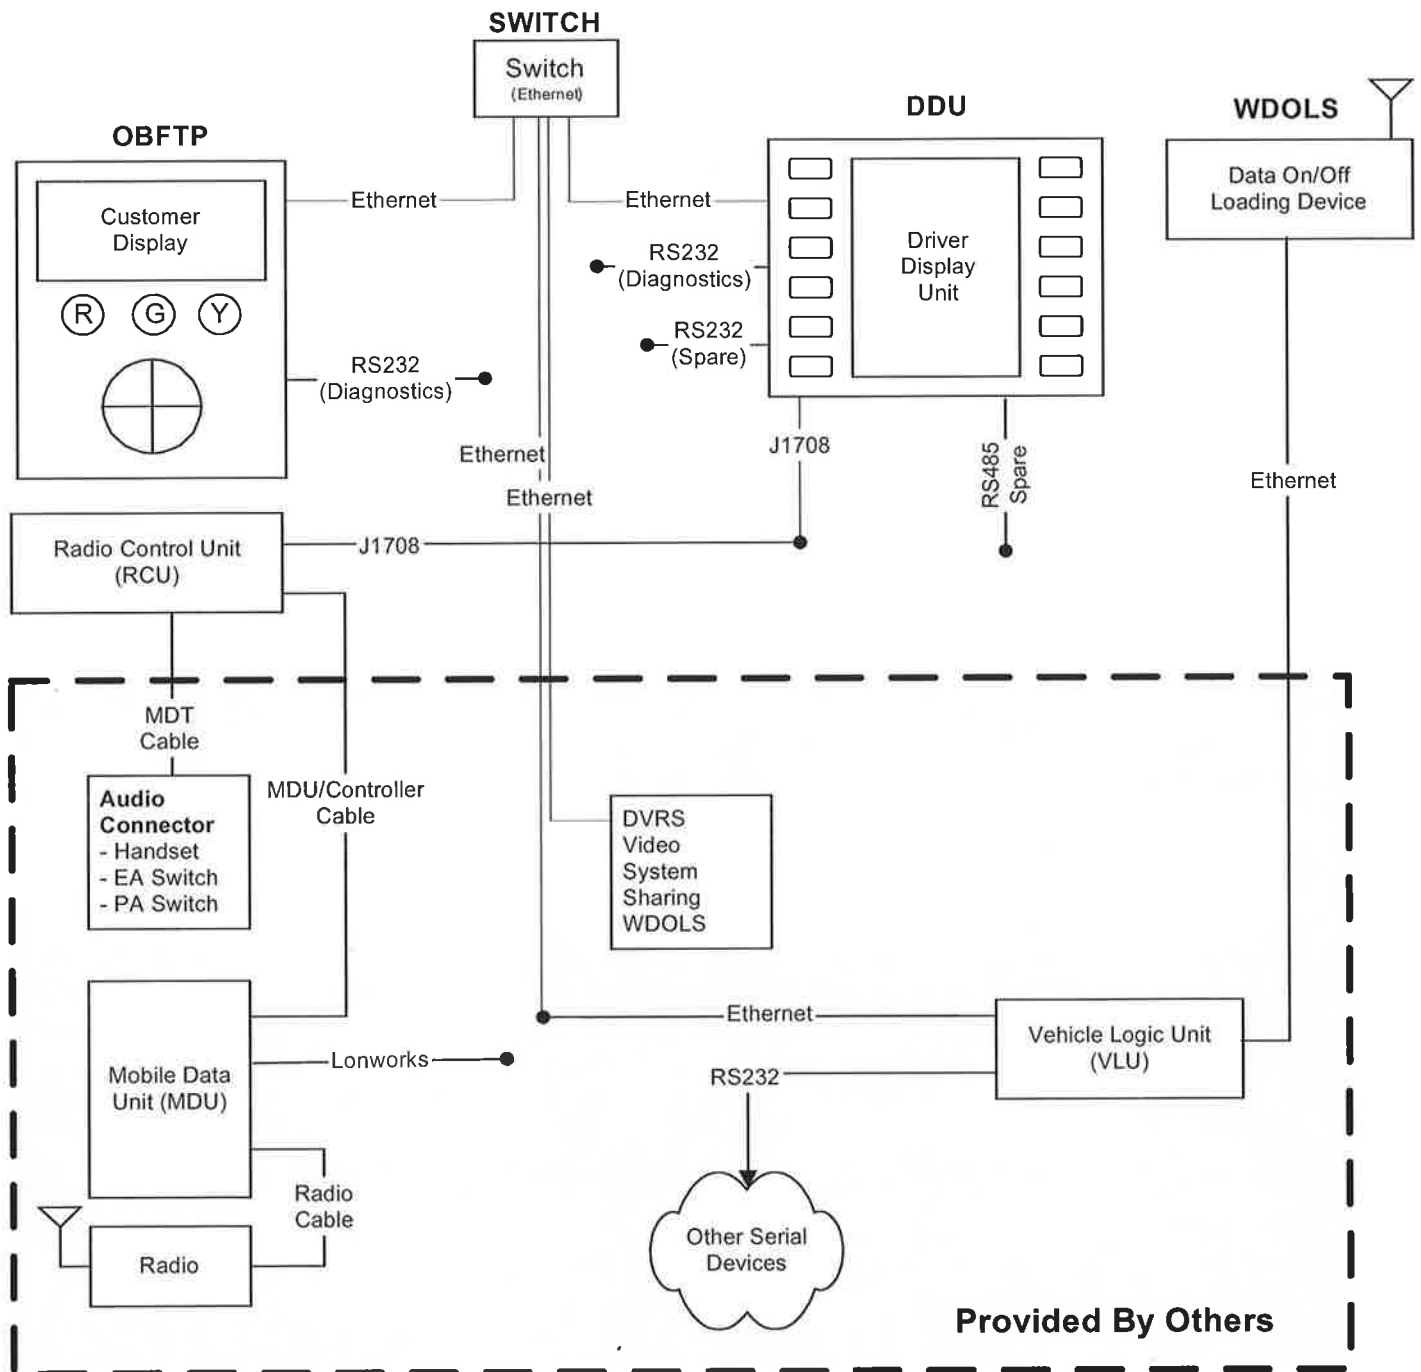 SWITCH
Switch
(Ethernet)
DDU
WDOLS
OBFTP
Customer
Display
R G Y
Ethernet
Ethernet
RS232
(Diagnostics)
RS232
(Spare)
RS232
(Diagnostics)
Driver
Display
Unit
Data On/Off
Loading Device
Ethernet
Ethernet
J1708
RS485
Spare
Ethernet
Radio Control Unit
(RCU)
J1708
MDT
Cable
MDU/Controller
Cable
Audio
Connector
- Handset
- EA Switch
- PA Switch
DVRS
Video
System
Sharing
WDOLS
Ethernet
Vehicle Logic Unit
(VLU)
Mobile Data
Unit (MDU)
Lonworks
RS232
Radio
Cable
Radio
Other Serial
Devices
Provided By Others